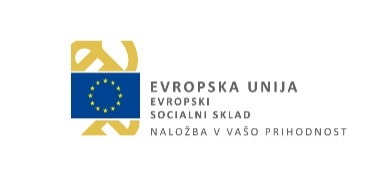 EVROPSKA UNIJA
EVROPSKI
SOCIALNI SKLAD
NALOŽBA V VAŠO PRIHODNOST